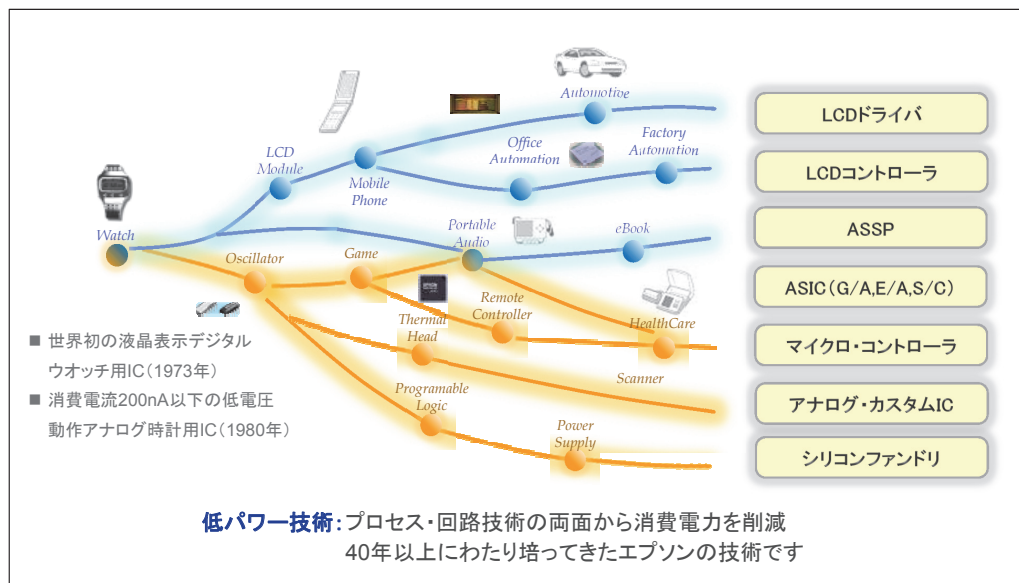 Automotive
LCD
Module
Mobile
Phone
Office
Automation
Factory
Automation
Watch
Portable
Audio
eBook
Oscillator
Game
Remote
Controller
HealthCare
Thermal
Head
Scanner
Programable
Logic
Power
Supply
EPSON
LCDドライバ
LCDコントローラ
ASSP
ASIC(G/A,E/A,S/C)
マイクロ・コントローラ
アナログ・カスタムIC
シリコンファンドリ
■ 世界初の液晶表示デジタル
ウオッチ用IC(1973年)
■ 消費電流200nA以下の低電圧
動作アナログ時計用IC(1980年)
低パワー技術:プロセス・回路技術の両面から消費電力を削減
40年以上にわたり培ってきたエプソンの技術です